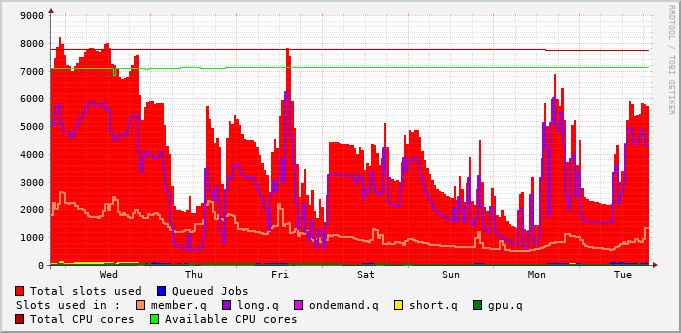 RRDTOOL / TOBI OETIKER
9000
8000
7000
6000
5000
4000
3000
2000
1000
0
Wed Thu Fri Sat Sun Mon Tue
Total slots used Queued Jobs
Slots used in : member.q long.q ondemand.q short.q gpu.q
Total CPU cores Available CPU cores